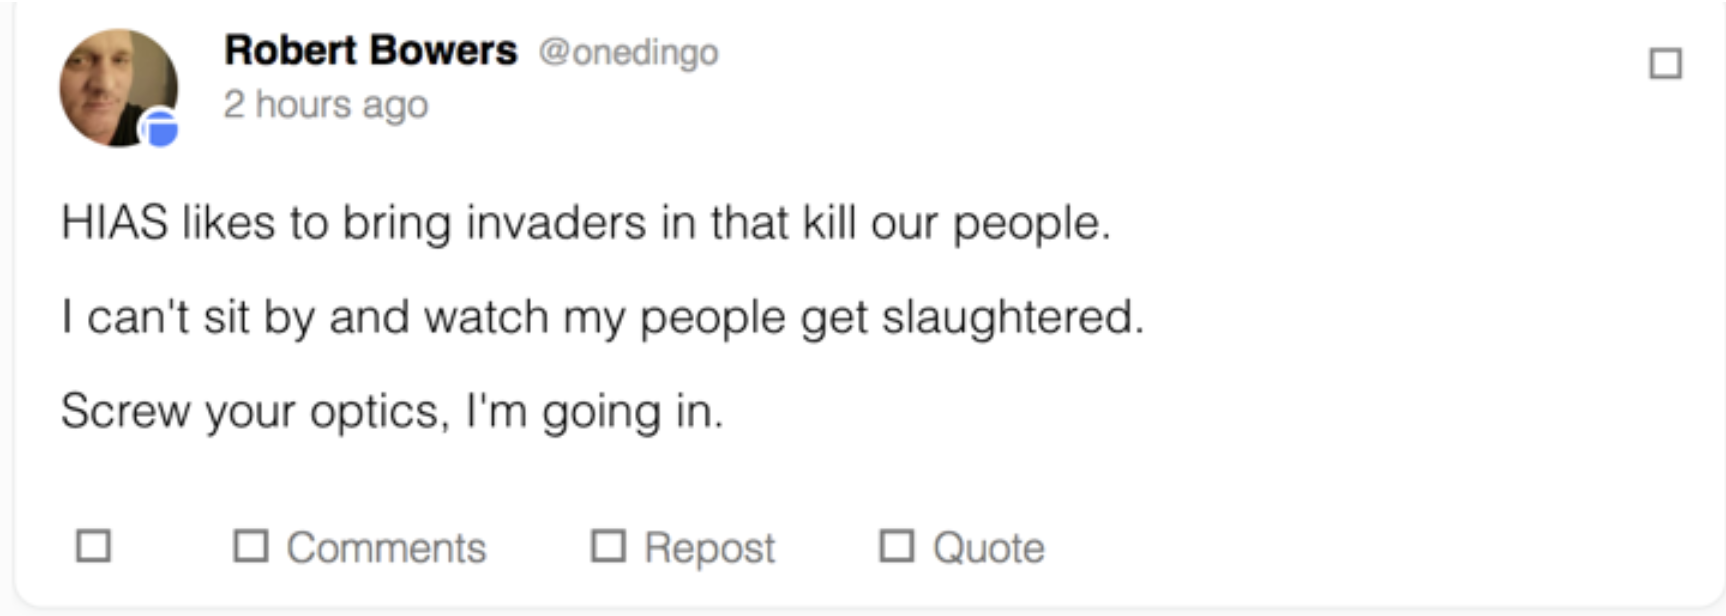 Robert Bowers @onedingo
2 hours ago
HIAS likes to bring invaders in that kill our people.
I can't sit by and watch my people get slaughtered.
Screw your optics, I'm going in.
Comments Repost Quote